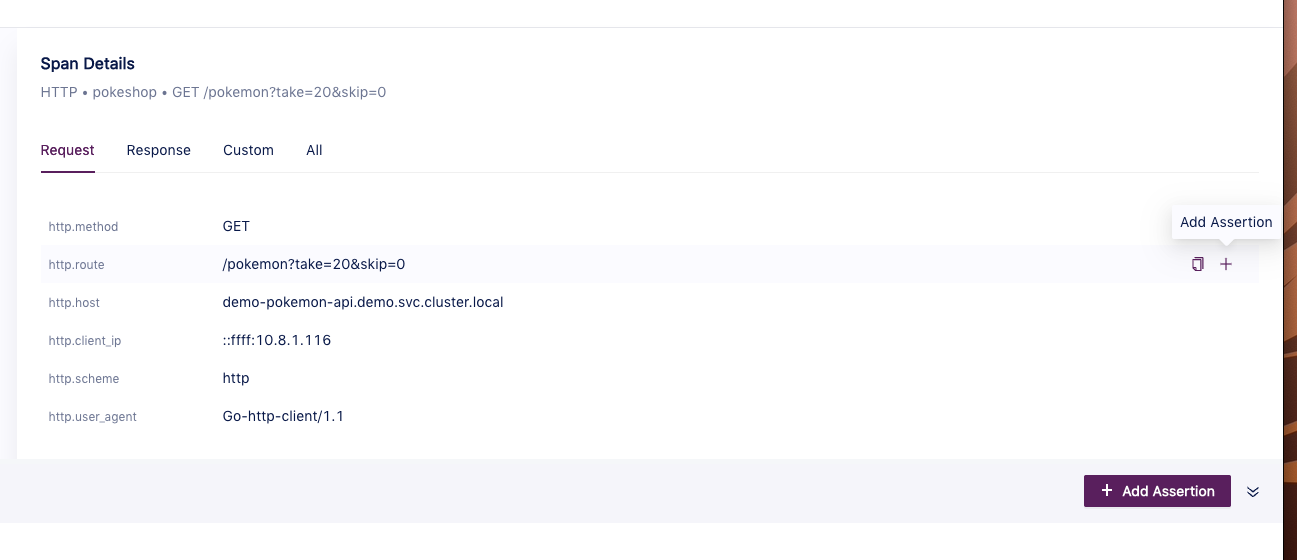 Span Details
HTTP • pokeshop • GET /pokemon?take=20&skip=0
Request Response Custom All
Add Assertion
http.method GET
http.route /pokemon?take=20&skip=0
http.host demo-pokemon-api.demo.svc.cluster.local
http.client_ip ::ffff:10.8.1.116
http.scheme http
http.user_agent Go-http-client/1.1
+ Add Assertion